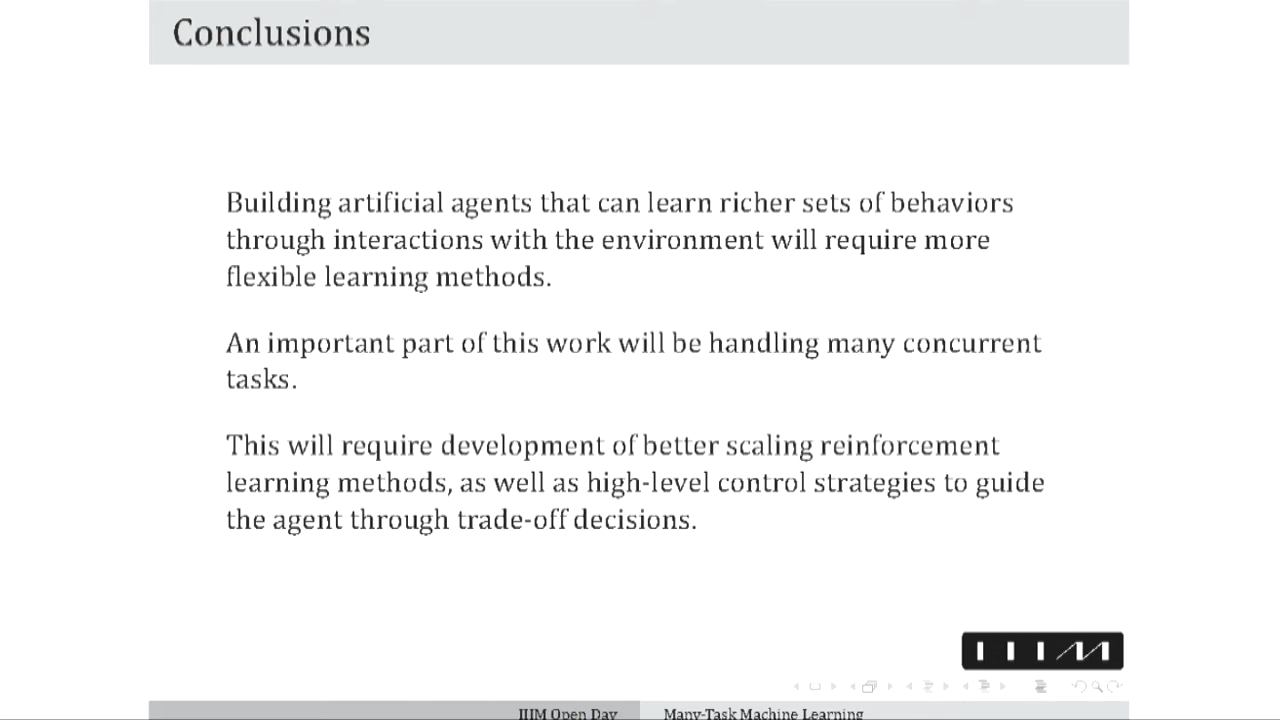 Conclusions
Building artificial agents that can learn richer sets of behaviors
through interactions with the environment will require more
flexible learning methods.
An important part of this work will be handling many concurrent
tasks.
This will require development of better scaling reinforcement
learning methods, as well as high-level control strategies to guide
the agent through trade-off decisions.
IIIM
IIIM Open Day
Many-Task Machine Learning